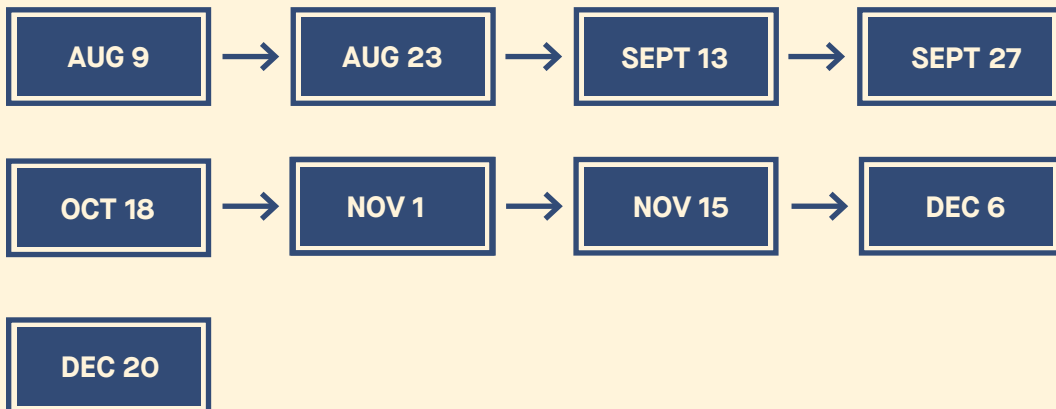 AUG 9
AUG 23
SEPT 13
SEPT 27
OCT 18
NOV 1
NOV 15
DEC 6
DEC 20